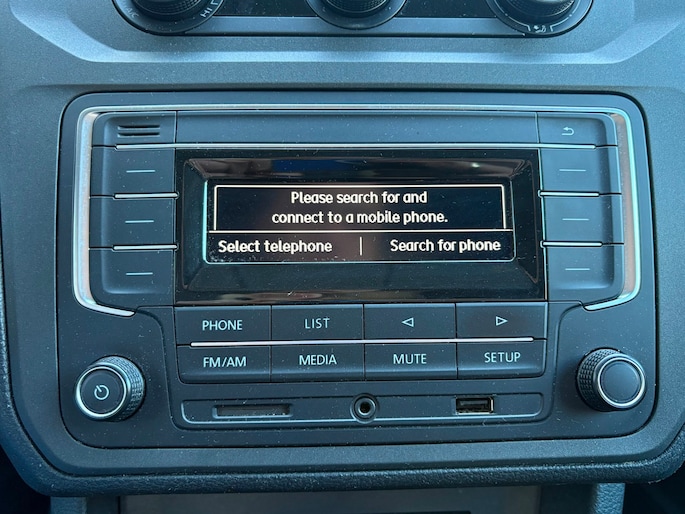 HI
Please search for and
connect to a mobile phone.
Select telephone | Search for phone
PHONE LIST ◁ ▷
FM/AM MEDIA MUTE SETUP